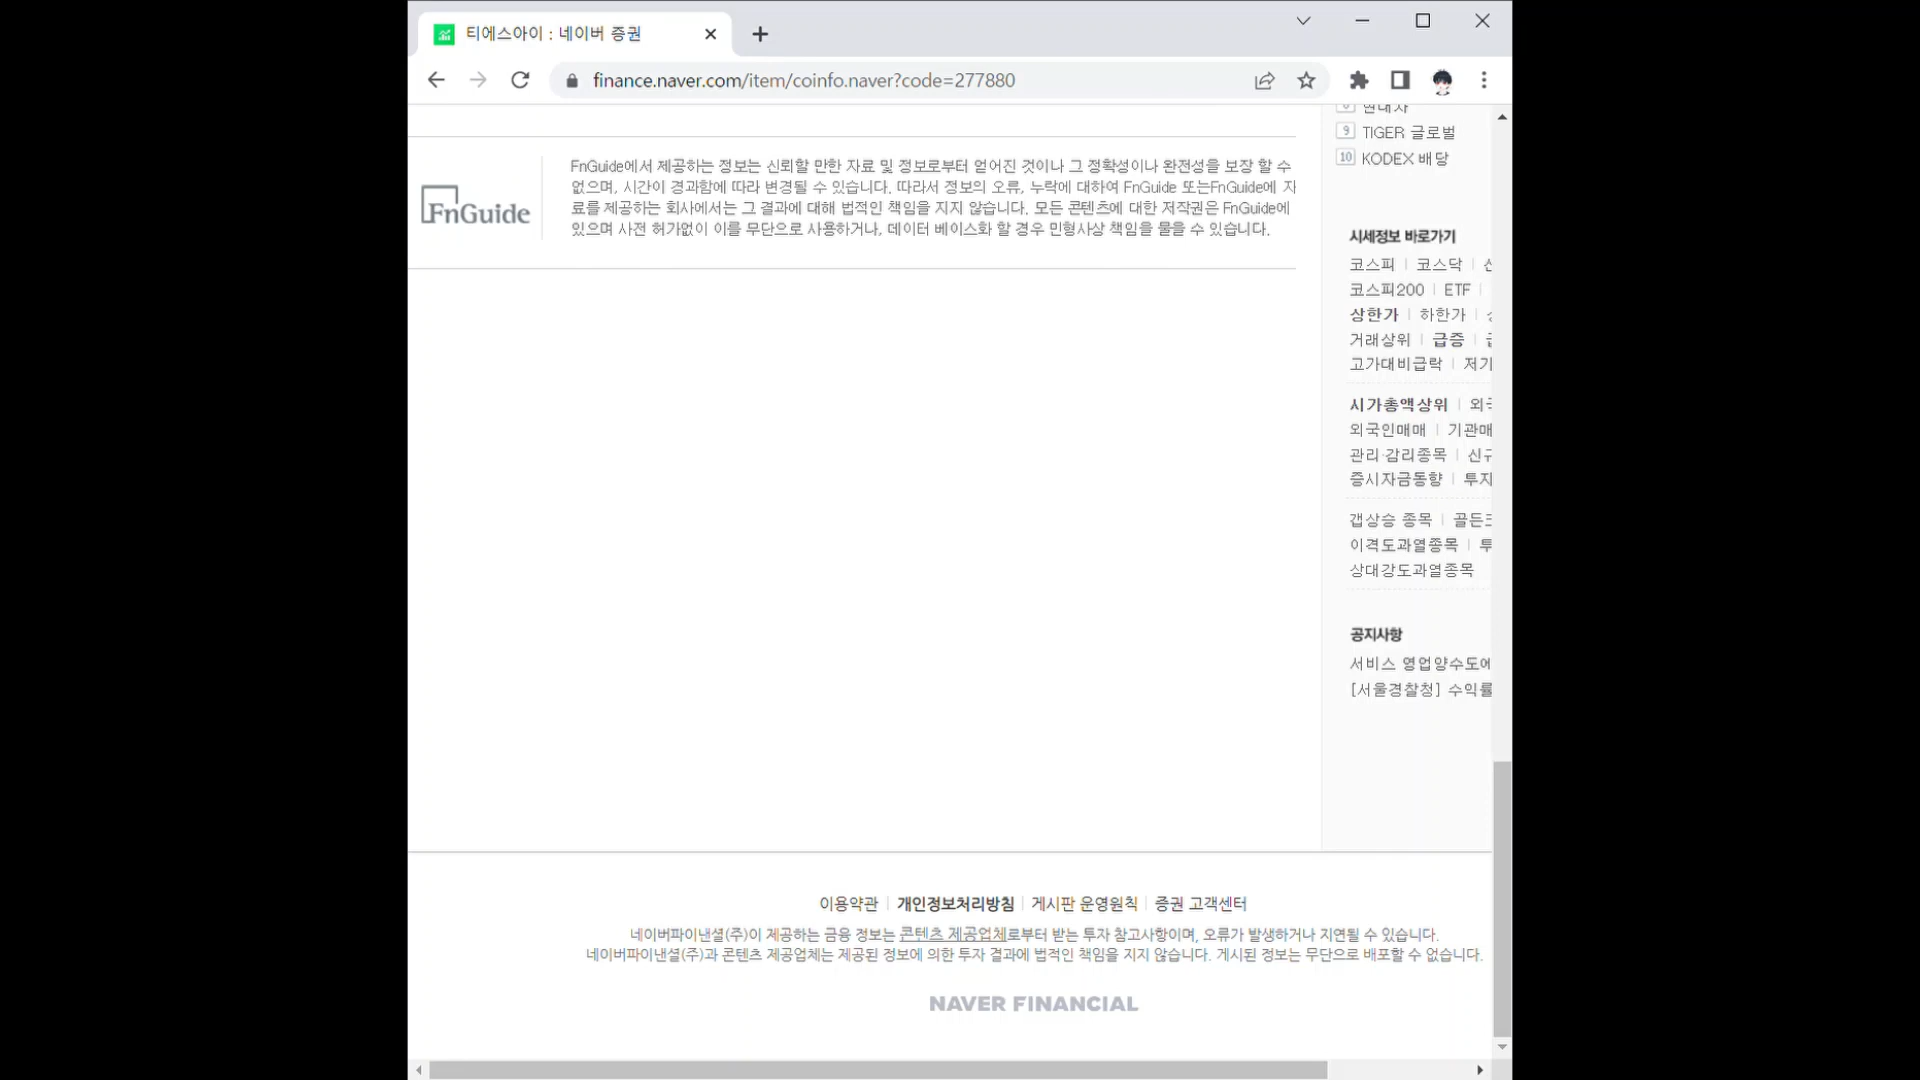 티에스아이 : 네이버 증권
finance.naver.com/item/coinfo.naver?code=277880
FnGuide
FnGuide에서 제공하는 정보는 신뢰할 만한 자료 및 정보로부터 얻어진 것이나 그 정확성이나 완전성을 보장 할 수
없으며, 시간이 경과함에 따라 변경될 수 있습니다. 따라서 정보의 오류, 누락에 대하여 FnGuide 또는FnGuide에 자
료를 제공하는 회사에서는 그 결과에 대해 법적인 책임을 지지 않습니다. 모든 콘텐츠에 대한 저작권은 FnGuide에
있으며 사전 허가없이 이를 무단으로 사용하거나, 데이터 베이스화 할 경우 민형사상 책임을 물을 수 있습니다.
9 TIGER 글로벌
10 KODEX 배당
시세정보 바로가기
코스피 | 코스닥 |
코스피200 | ETF |
상한가 | 하한가 |
거래상위 | 급증 |
고가대비급락 |
시가총액상위 |
외국인매매 | 기관매
관리·감리종목 |
증시자금동향 | 투자
갭상승 종목 |
이격도과열종목 |
상대강도과열종목
공지사항
서비스 영업양수도에
[서울경찰청] 수익률
이용약관 | 개인정보처리방침 | 게시판 운영원칙 | 증권 고객센터
네이버파이낸셜(주)이 제공하는 금융 정보는 콘텐츠 제공업체로부터 받는 투자 참고사항이며, 오류가 발생하거나 지연될 수 있습니다.
네이버파이낸셜(주)과 콘텐츠 제공업체는 제공된 정보에 의한 투자 결과에 법적인 책임을 지지 않습니다. 게시된 정보는 무단으로 배포할 수 없습니다.
NAVER FINANCIAL